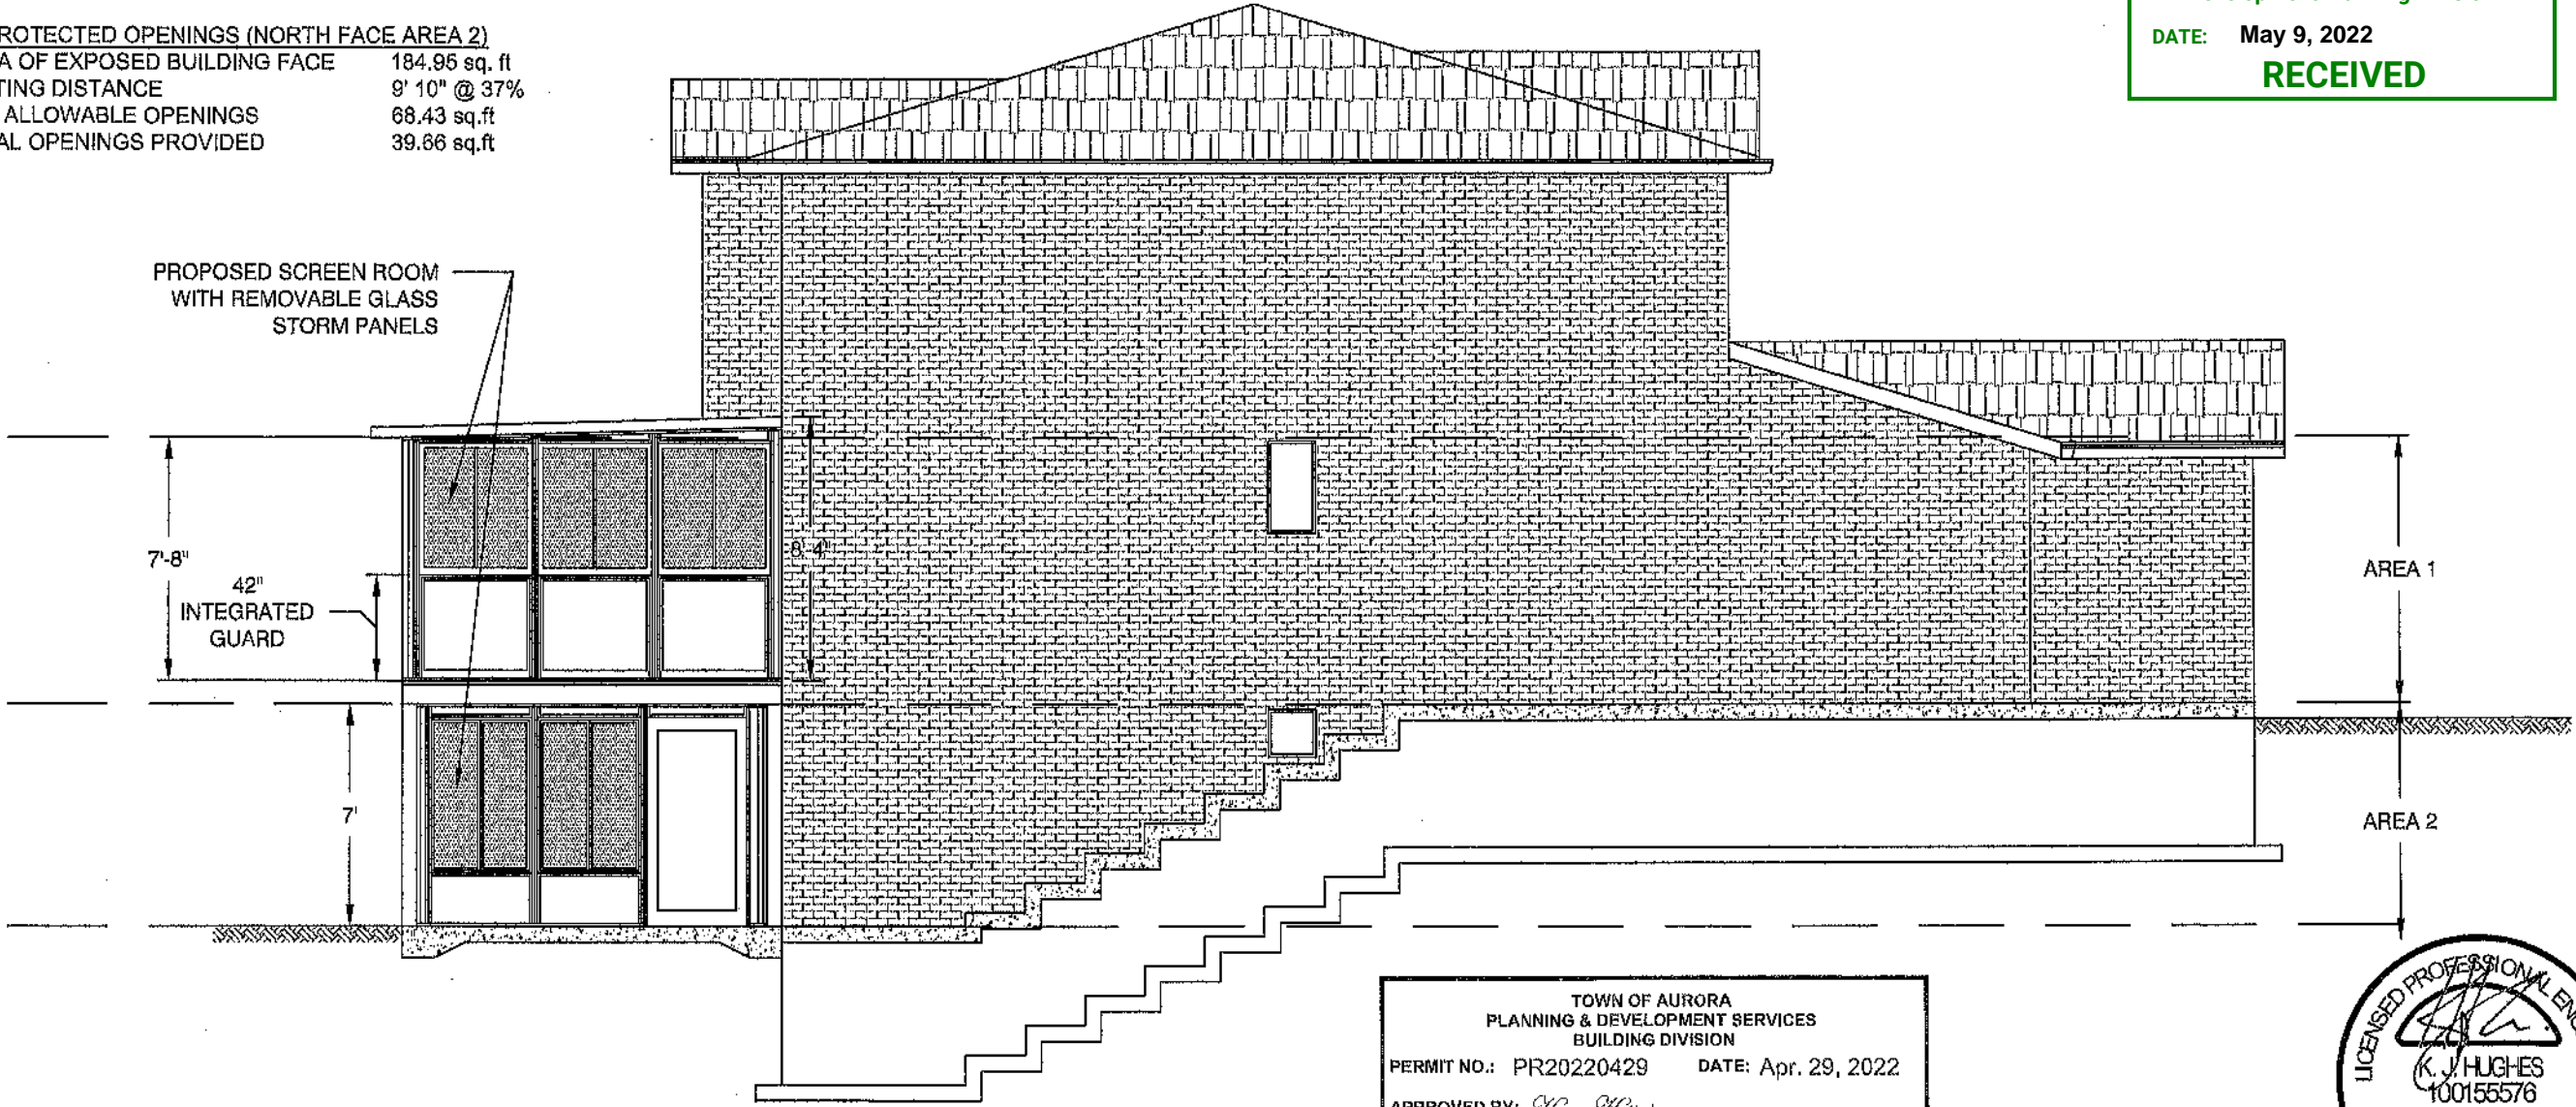 ROTECTED OPENINGS (NORTH FACE AREA 2)
A OF EXPOSED BUILDING FACE 184.95 sq. ft
TING DISTANCE 9' 10" @ 37%
ALLOWABLE OPENINGS 68.43 sq.ft
AL OPENINGS PROVIDED 39.66 sq.ft
DATE: May 9, 2022
RECEIVED
PROPOSED SCREEN ROOM
WITH REMOVABLE GLASS
STORM PANELS
7'-8"
42"
INTEGRATED
GUARD
8'-4"
7'
AREA 1
AREA 2
TOWN OF AURORA
PLANNING & DEVELOPMENT SERVICES
BUILDING DIVISION
PERMIT NO.: PR20220429 DATE: Apr. 29, 2022
APPROVED BY:
LICENSED PROFESSIONAL
K. J. HUGHES
100155576